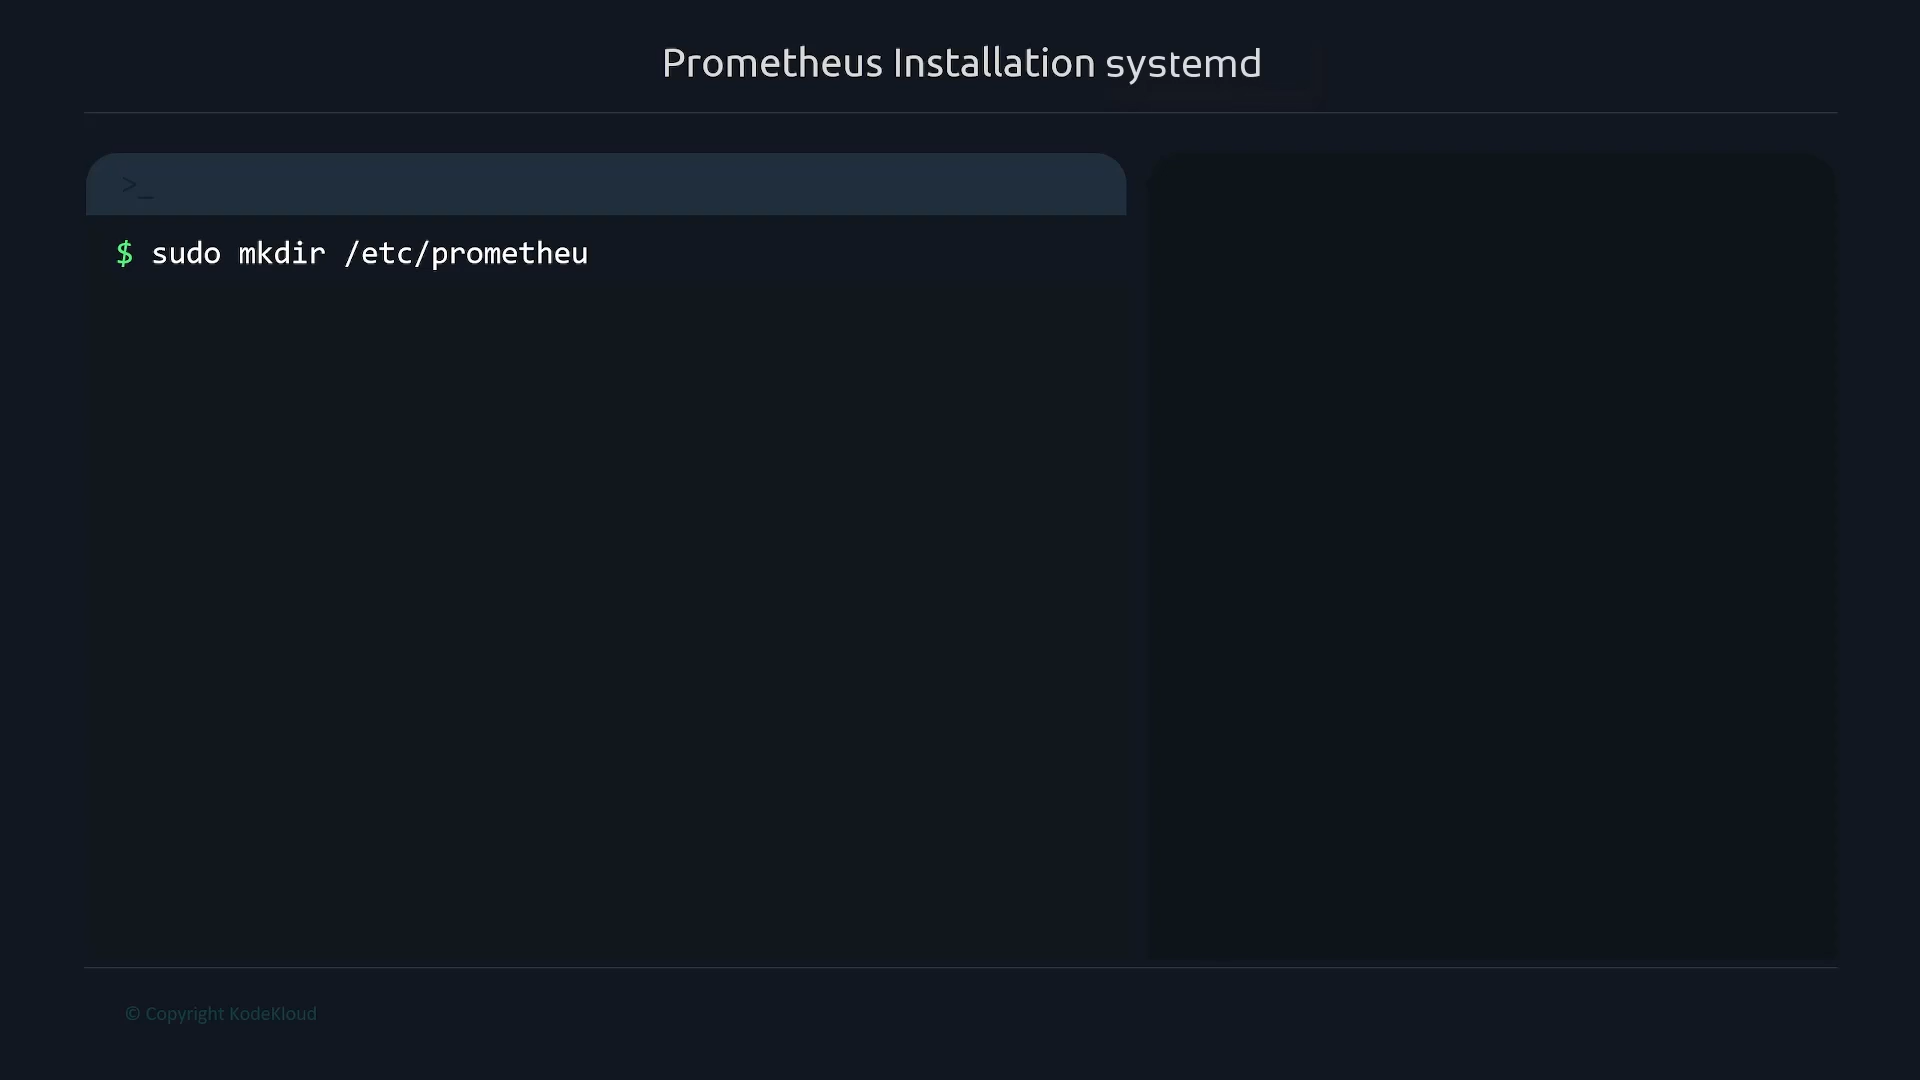 Prometheus Installation systemd
>_
$ sudo mkdir /etc/prometheu
© Copyright KodeKloud